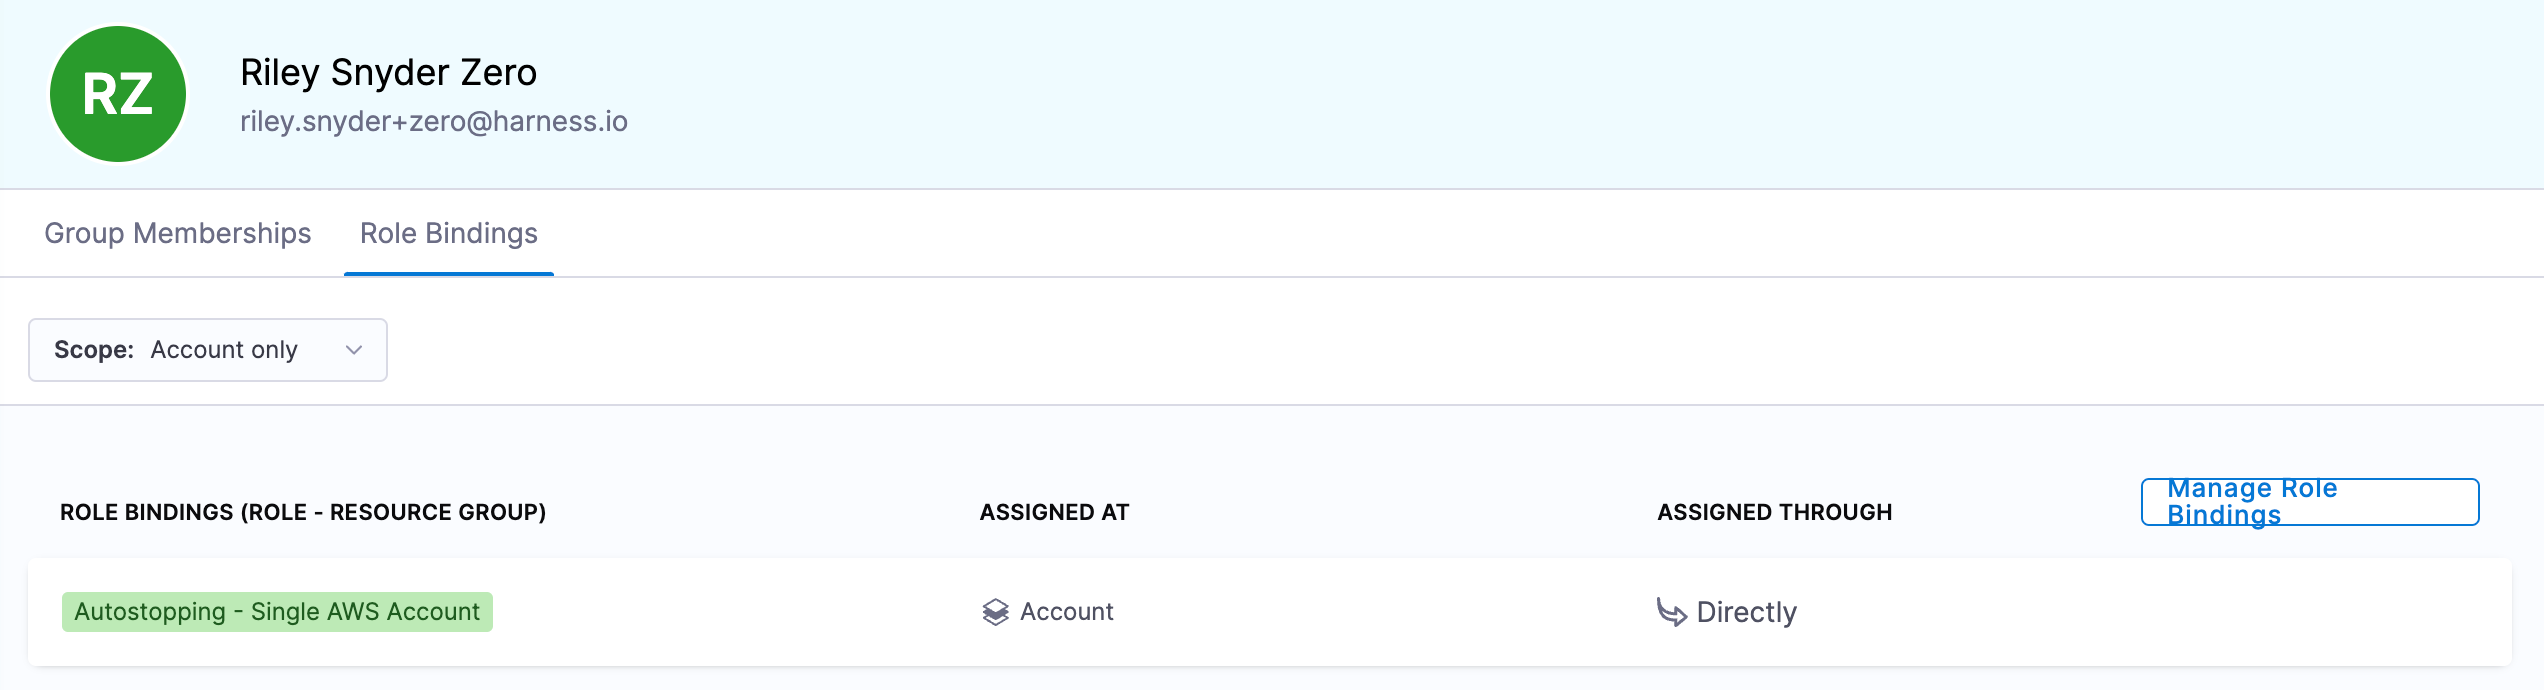 RZ
Riley Snyder Zero
riley.snyder+zero@harness.io
Group Memberships
Role Bindings
Scope: Account only
ROLE BINDINGS (ROLE - RESOURCE GROUP)
ASSIGNED AT
ASSIGNED THROUGH
Manage Role
Bindings
Autostopping - Single AWS Account
Account
Directly